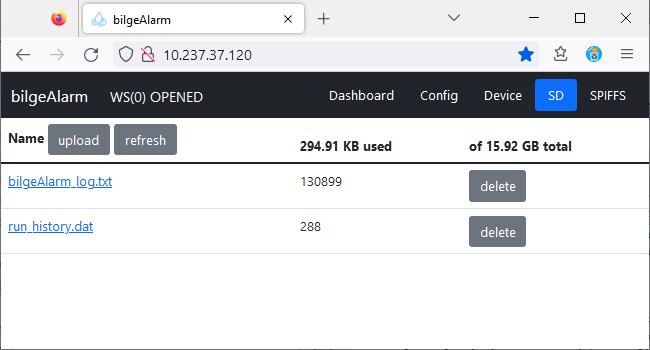 bilgeAlarm
10.237.37.120
bilgeAlarm WS(0) OPENED Dashboard Config Device SD SPIFFS
Name upload refresh 294.91 KB used of 15.92 GB total
bilgeAlarm_log.txt 130899 delete
run_history.dat 288 delete